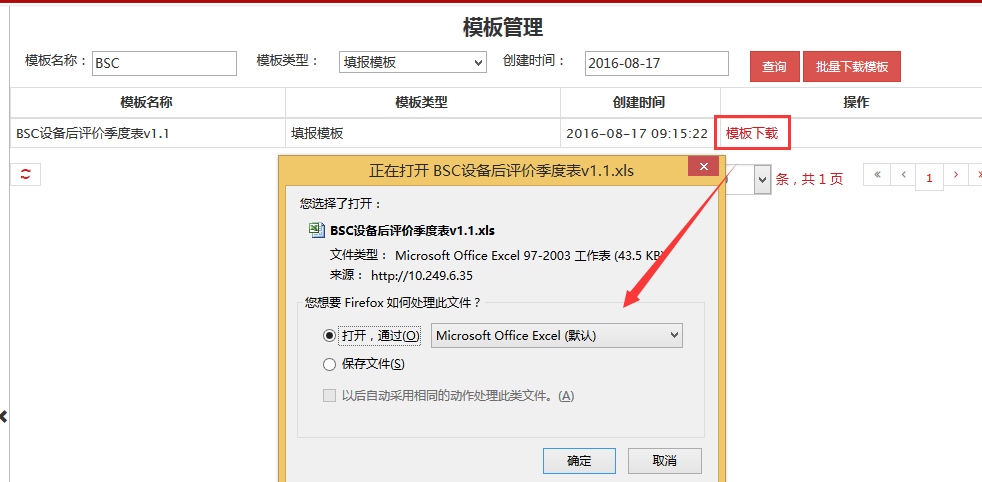 模板管理
模板名称： BSC 模板类型： 填报模板 创建时间： 2016-08-17 查询 批量下载模板
模板名称 模板类型 创建时间 操作
BSC设备后评价季度表v1.1 填报模板 2016-08-17 09:15:22 模板下载
条，共 1 页 « ‹ 1 ›
正在打开 BSC设备后评价季度表v1.1.xls
您选择了打开：
BSC设备后评价季度表v1.1.xls
文件类型： Microsoft Office Excel 97-2003 工作表 (43.5 KB)
来源： http://10.249.6.35
您想要 Firefox 如何处理此文件？
打开，通过(O) Microsoft Office Excel (默认)
保存文件(S)
以后自动采用相同的动作处理此类文件。(A)
确定 取消